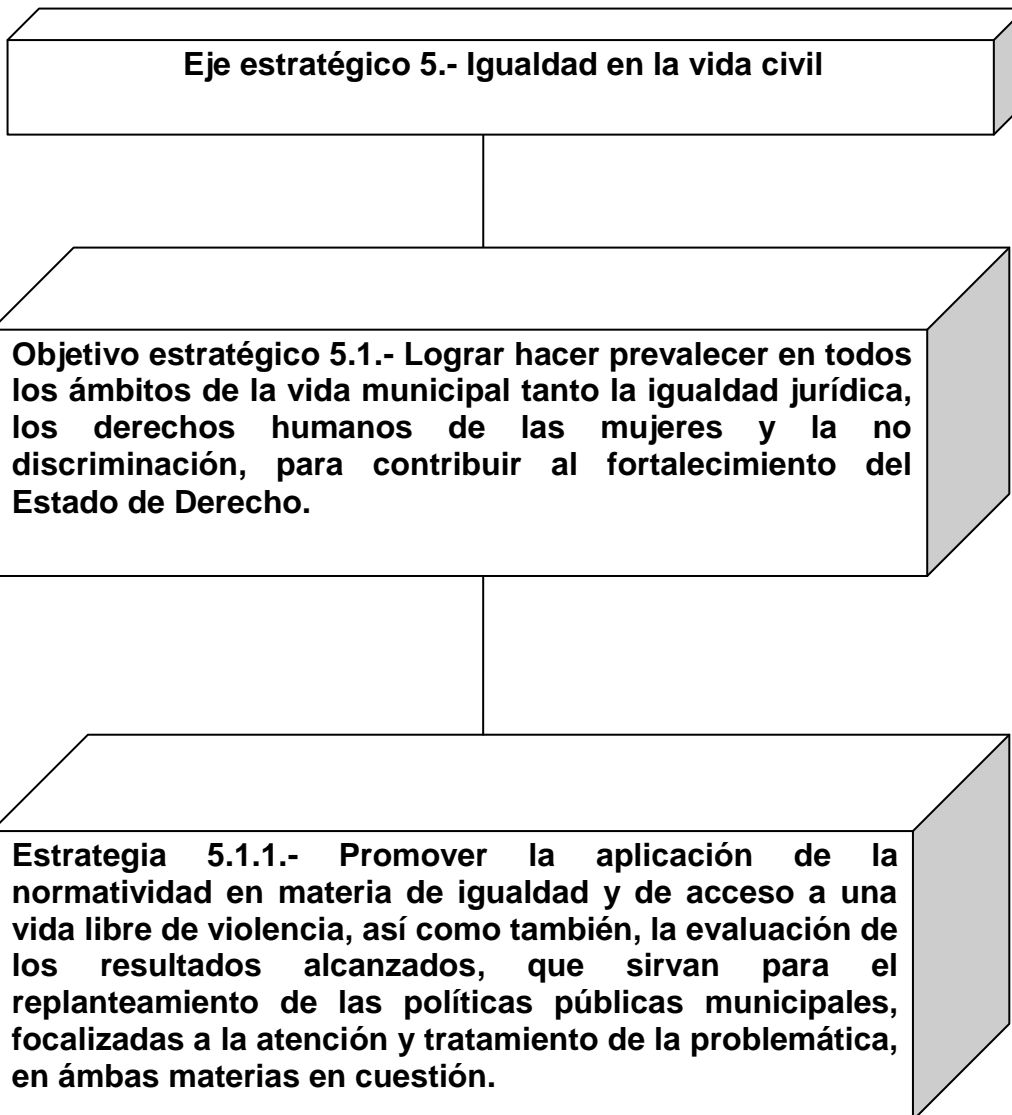 Eje estratégico 5.- Igualdad en la vida civil
Objetivo estratégico 5.1.- Lograr hacer prevalecer en todos
los ámbitos de la vida municipal tanto la igualdad jurídica,
los derechos humanos de las mujeres y la no
discriminación, para contribuir al fortalecimiento del
Estado de Derecho.
Estrategia 5.1.1.- Promover la aplicación de la
normatividad en materia de igualdad y de acceso a una
vida libre de violencia, así como también, la evaluación de
los resultados alcanzados, que sirvan para el
replanteamiento de las políticas públicas municipales,
focalizadas a la atención y tratamiento de la problemática,
en ámbas materias en cuestión.